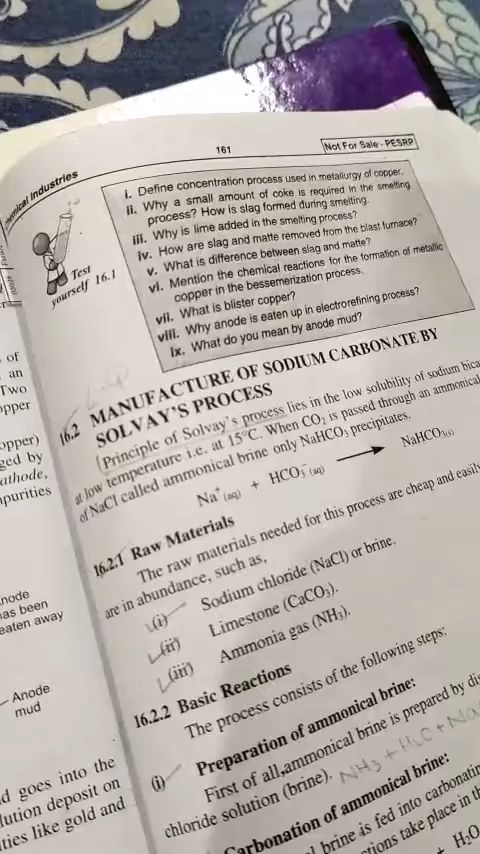 161
Not For Sale - PESRP
Industries
Test
yourself 16.1
i. Define concentration process used in metallurgy of copper.
ii. Why a small amount of coke is required in the smelting
process? How is slag formed during smelting.
iii. Why is lime added in the smelting process?
iv. How are slag and matte removed from the blast furnace?
v. What is difference between slag and matte?
vi. Mention the chemical reactions for the formation of metallic
copper in the bessemerization process.
vii. What is blister copper?
viii. Why anode is eaten up in electrorefining process?
ix. What do you mean by anode mud?
16.2 MANUFACTURE OF SODIUM CARBONATE BY
SOLVAY'S PROCESS
Principle of Solvay's process lies in the low solubility of sodium bica
at low temperature i.e. at 15°C. When CO₂ is passed through an ammonical
of NaCl called ammonical brine only NaHCO₃ precipitates.
Na⁺(aq) + HCO₃⁻(aq) ⟶ NaHCO₃(s)
16.2.1 Raw Materials
The raw materials needed for this process are cheap and easily
are in abundance, such as,
(i) Sodium chloride (NaCl) or brine.
(ii) Limestone (CaCO₃).
(iii) Ammonia gas (NH₃).
16.2.2 Basic Reactions
The process consists of the following steps:
(i) Preparation of ammonical brine:
First of all,ammonical brine is prepared by dis
chloride solution (brine). NH₃ + H₂O + Na
Carbonation of ammonical brine:
brine is fed into carbonatin
ctions take place in th
+ H₂O
of
an
Two
opper
opper)
ged by
athode,
purities
node
as been
eaten away
Anode
mud
d goes into the
lution deposit on
ties like gold and